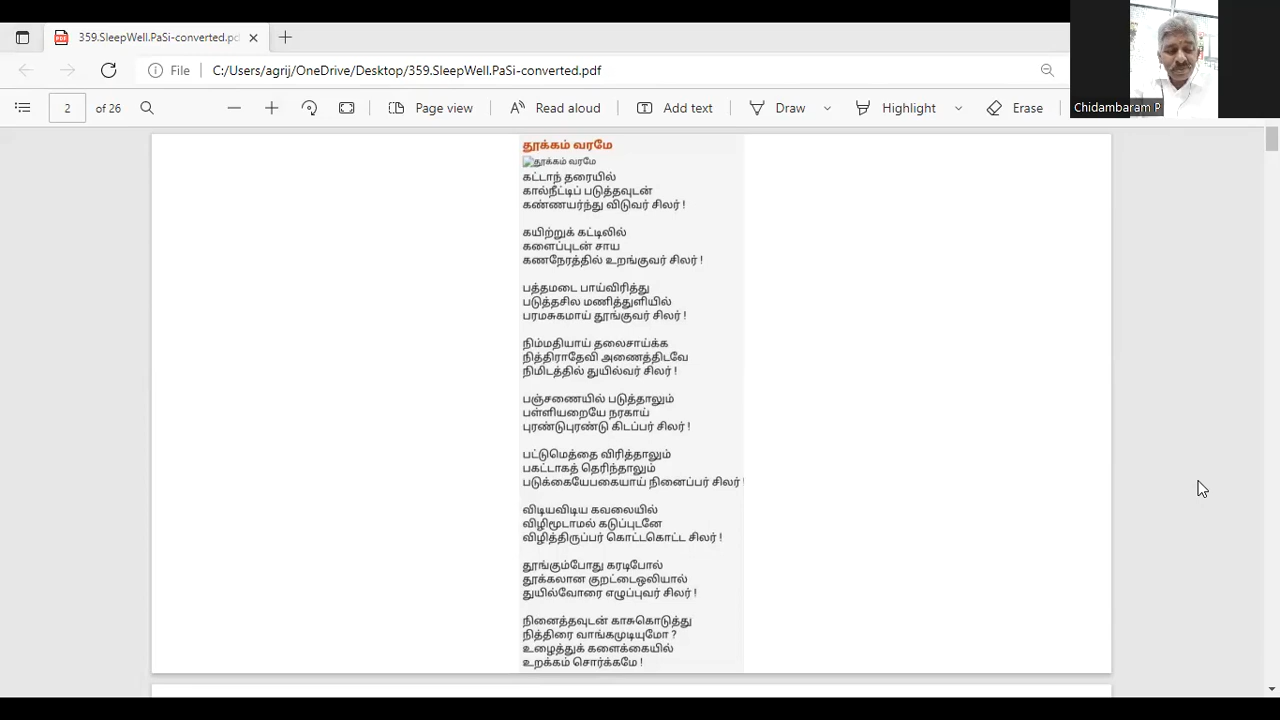 359.SleepWell.PaSi-converted.pd
File C:/Users/agrij/OneDrive/Desktop/359.SleepWell.PaSi-converted.pdf
Chidambaram P
2 of 26 Page view Read aloud Add text Draw Highlight Erase
தூக்கம் வரமே
தூக்கம் வரமே
கட்டாந் தரையில்
கால்நீட்டிப் படுத்தவுடன்
கண்ணயர்ந்து விடுவர் சிலர் !
கயிற்றுக் கட்டிலில்
களைப்புடன் சாய
கணநேரத்தில் உறங்குவர் சிலர் !
பத்தமடை பாய்விரித்து
படுத்தசில மணித்துளியில்
பரமசுகமாய் தூங்குவர் சிலர் !
நிம்மதியாய் தலைசாய்க்க
நித்திராதேவி அணைத்திடவே
நிமிடத்தில் துயில்வர் சிலர் !
பஞ்சணையில் படுத்தாலும்
பள்ளியறையே நரகாய்
புரண்டுபுரண்டு கிடப்பர் சிலர் !
பட்டுமெத்தை விரித்தாலும்
பகட்டாகத் தெரிந்தாலும்
படுக்கையேபகையாய் நினைப்பர் சிலர் !
விடியவிடிய கவலையில்
விழிமூடாமல் கடுப்புடனே
விழித்திருப்பர் கொட்டகொட்ட சிலர் !
தூங்கும்போது கரடிபோல்
தூக்கலான குறட்டைஒலியால்
துயில்வோரை எழுப்புவர் சிலர் !
நினைத்தவுடன் காசுகொடுத்து
நித்திரை வாங்கமுடியுமோ ?
உழைத்துக் களைக்கையில்
உறக்கம் சொர்க்கமே !